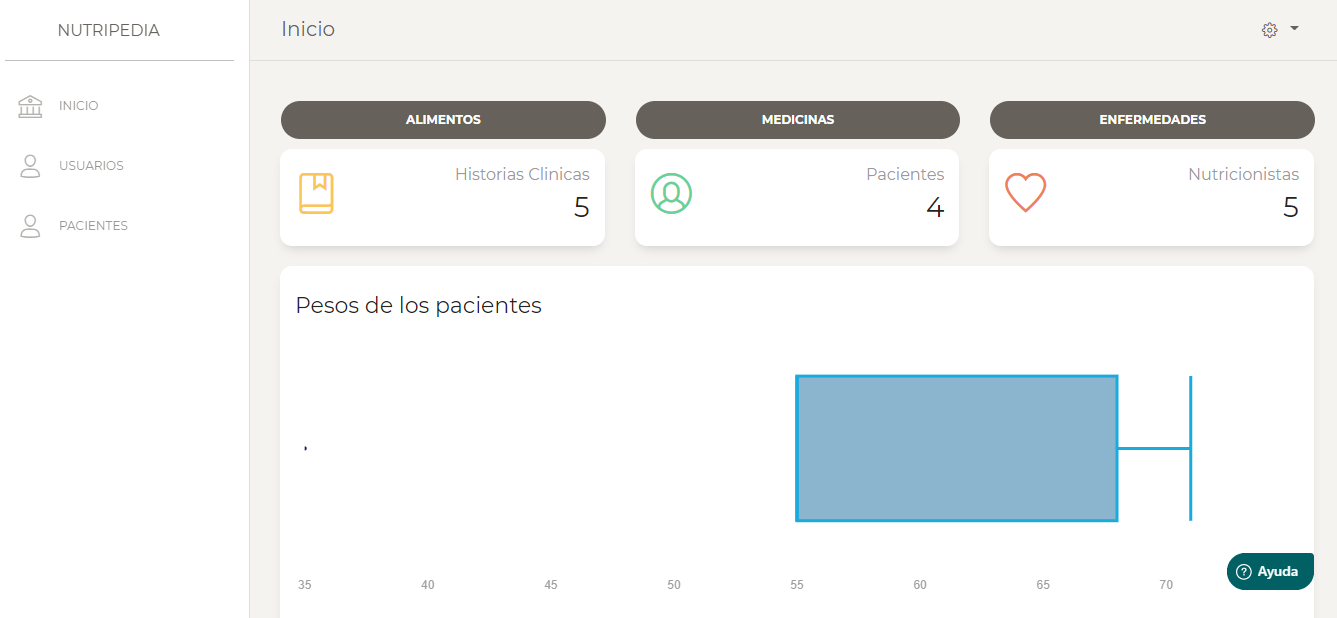 NUTRIPEDIA
Inicio
INICIO
USUARIOS
PACIENTES
ALIMENTOS
MEDICINAS
ENFERMEDADES
Historias Clinicas
5
Pacientes
4
Nutricionistas
5
Pesos de los pacientes
35 40 45 50 55 60 65 70
? Ayuda